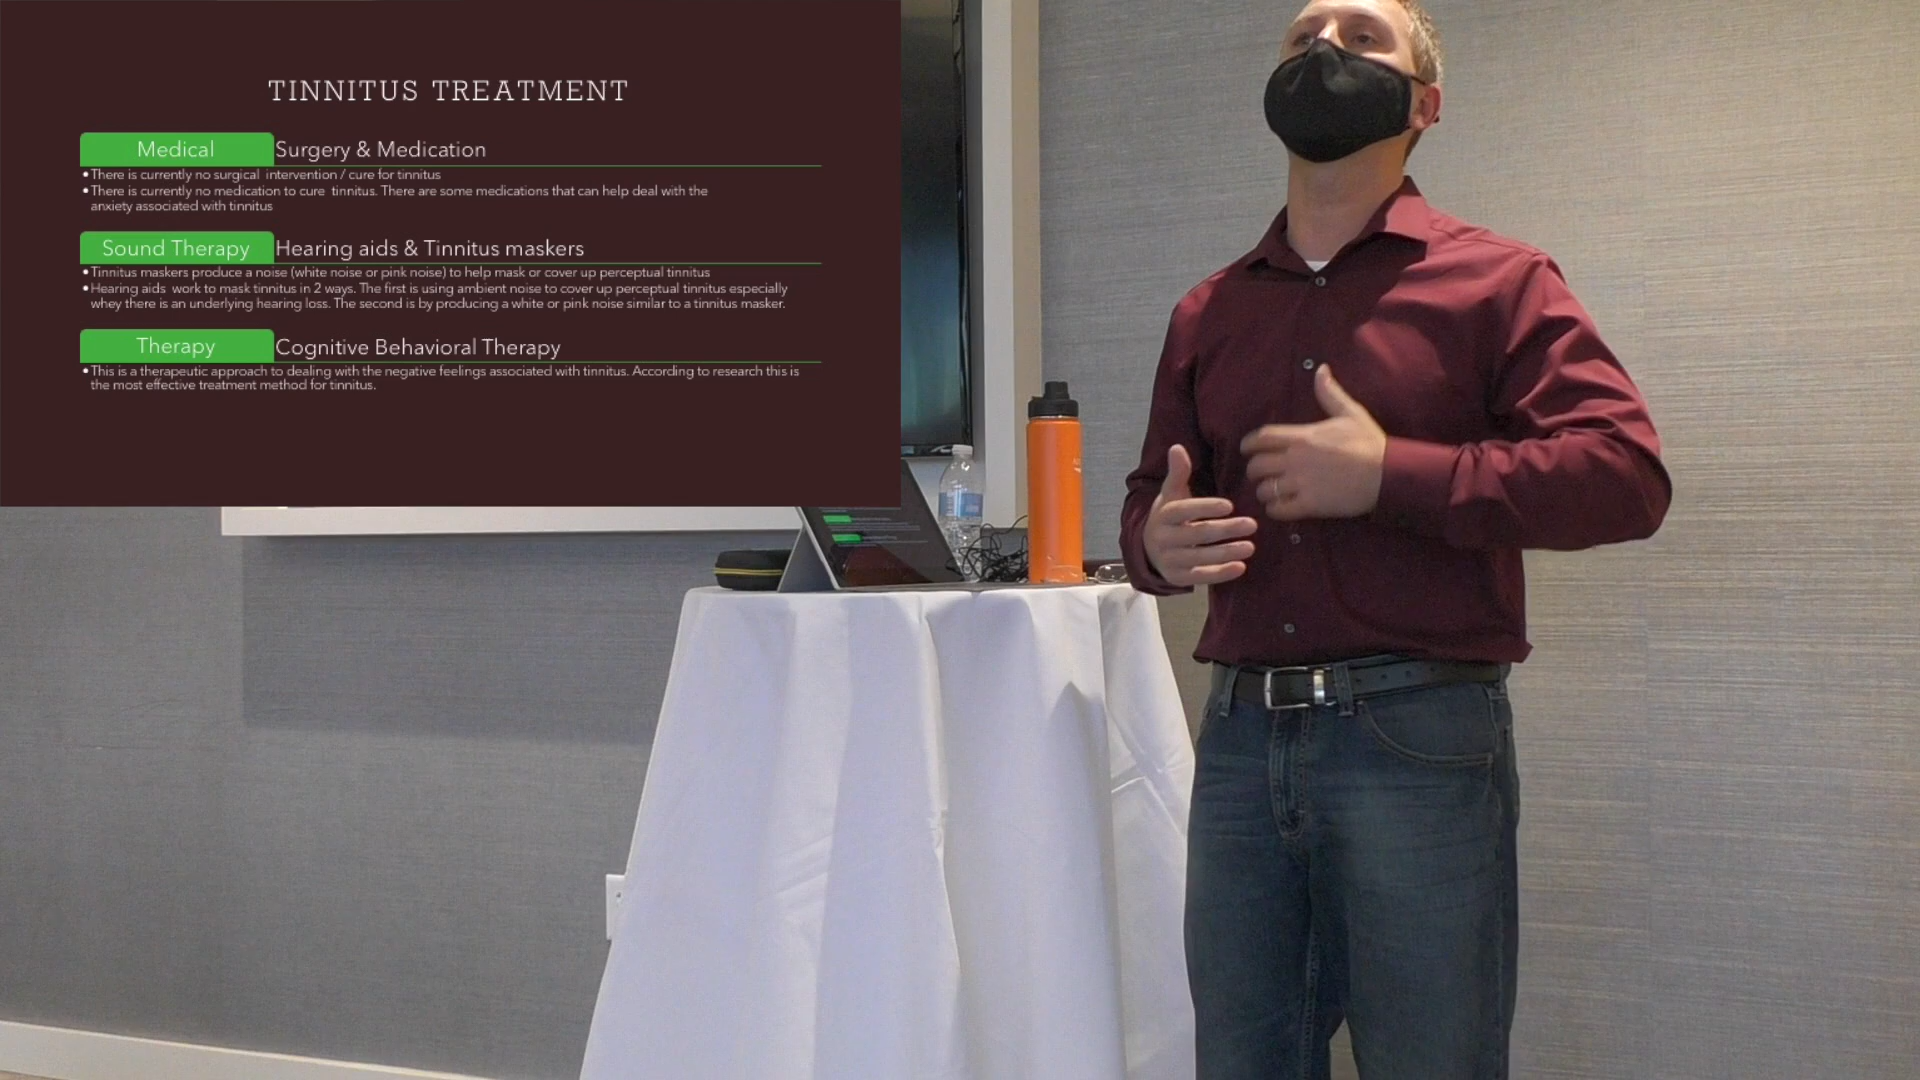 TINNITUS TREATMENT
Medical Surgery & Medication
•There is currently no surgical intervention / cure for tinnitus
•There is currently no medication to cure tinnitus. There are some medications that can help deal with the
anxiety associated with tinnitus
Sound Therapy Hearing aids & Tinnitus maskers
•Tinnitus maskers produce a noise (white noise or pink noise) to help mask or cover up perceptual tinnitus
•Hearing aids work to mask tinnitus in 2 ways. The first is using ambient noise to cover up perceptual tinnitus especially
whey there is an underlying hearing loss. The second is by producing a white or pink noise similar to a tinnitus masker.
Therapy Cognitive Behavioral Therapy
•This is a therapeutic approach to dealing with the negative feelings associated with tinnitus. According to research this is
the most effective treatment method for tinnitus.